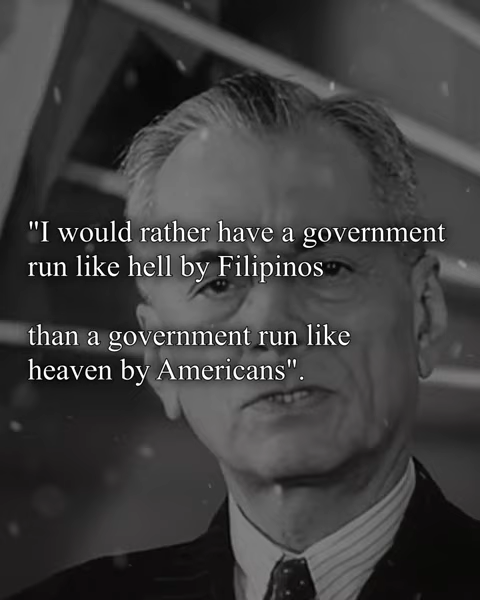 "I would rather have a government
run like hell by Filipinos
than a government run like
heaven by Americans".